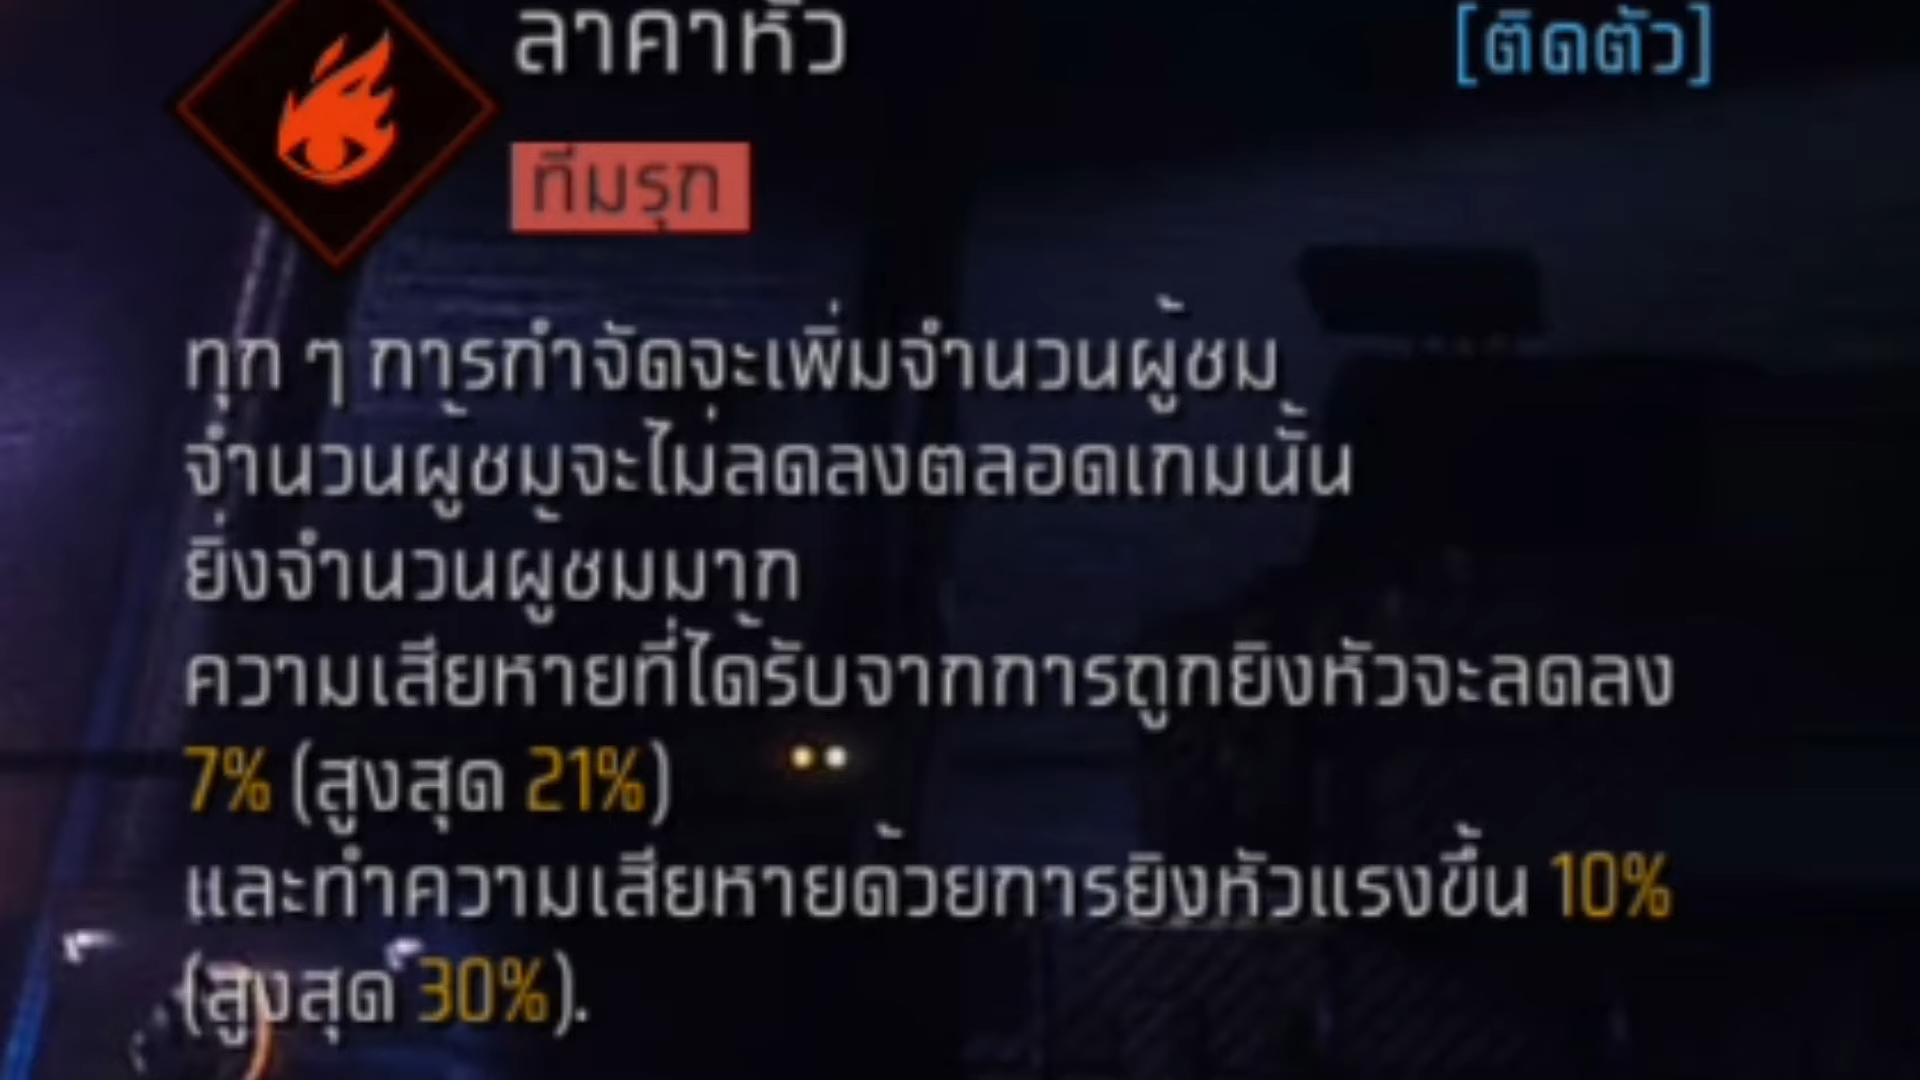 ลาคาหัว
[ติดตัว]
ทีมรุก
ทุก ๆ การกำจัดจะเพิ่มจำนวนผู้ชม
จำนวนผู้ชมจะไม่ลดลงตลอดเกมนั้น
ยิ่งจำนวนผู้ชมมาก
ความเสียหายที่ได้รับจากการถูกยิงหัวจะลดลง
7% (สูงสุด 21%)
และทำความเสียหายด้วยการยิงหัวแรงขึ้น 10%
(สูงสุด 30%).